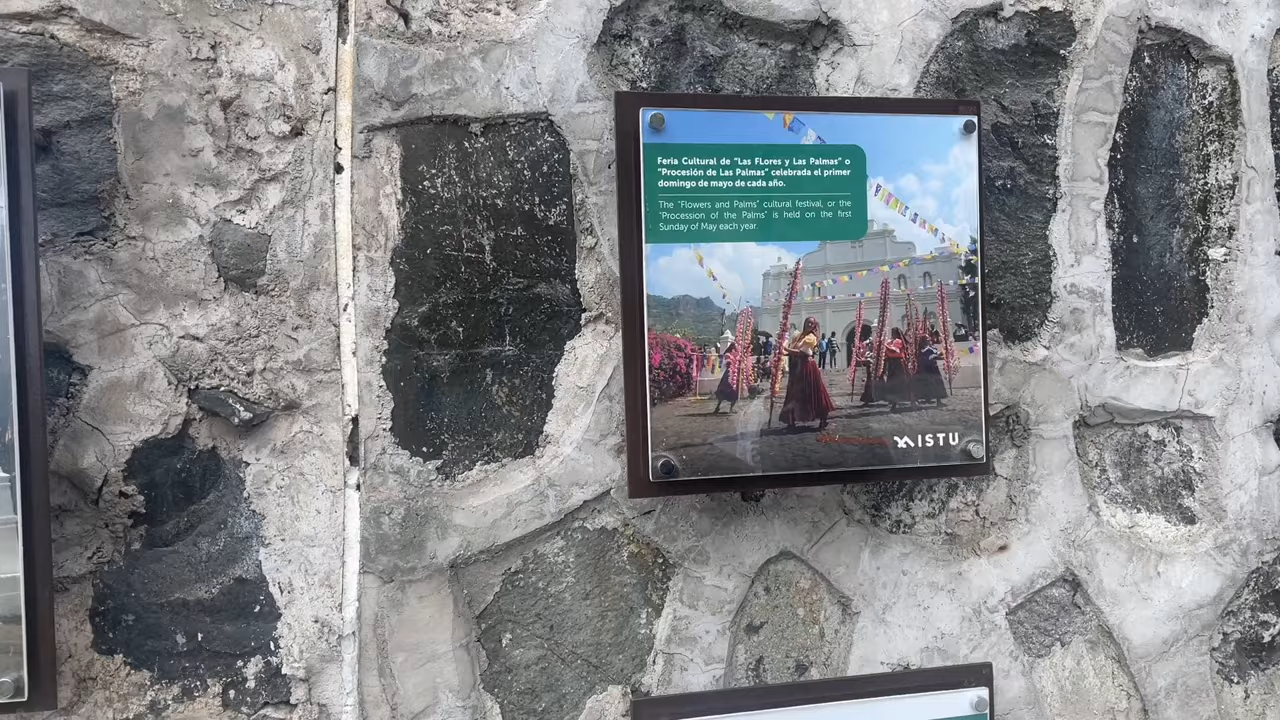 Feria Cultural de "Las FLores y Las Palmas" o
"Procesión de Las Palmas" celebrada el primer
domingo de mayo de cada año.
The "Flowers and Palms" cultural festival, or the
"Procession of the Palms" is held on the first
Sunday of May each year.
ISTU